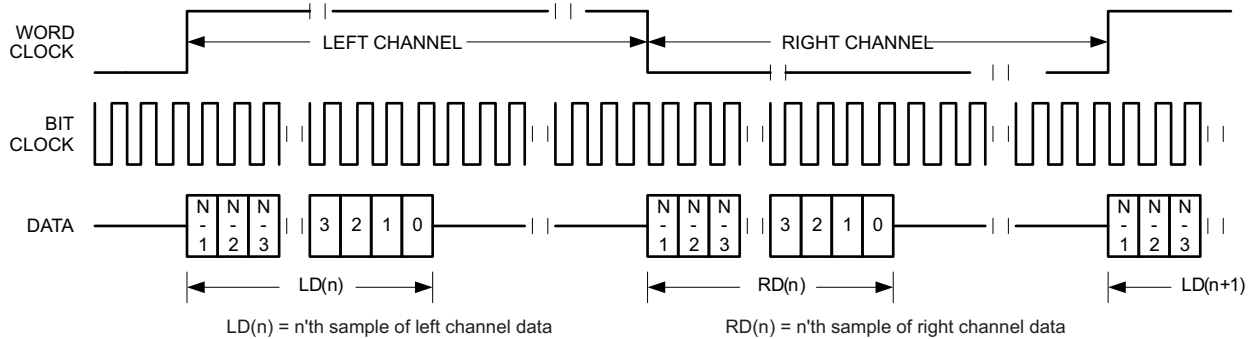 WORD
CLOCK
LEFT CHANNEL
RIGHT CHANNEL
BIT
CLOCK
DATA
N
-
1
N
-
2
N
-
3
3 2 1 0
N
-
1
N
-
2
N
-
3
3 2 1 0
N
-
1
N
-
2
N
-
3
LD(n)
RD(n)
LD(n+1)
LD(n) = n'th sample of left channel data
RD(n) = n'th sample of right channel data